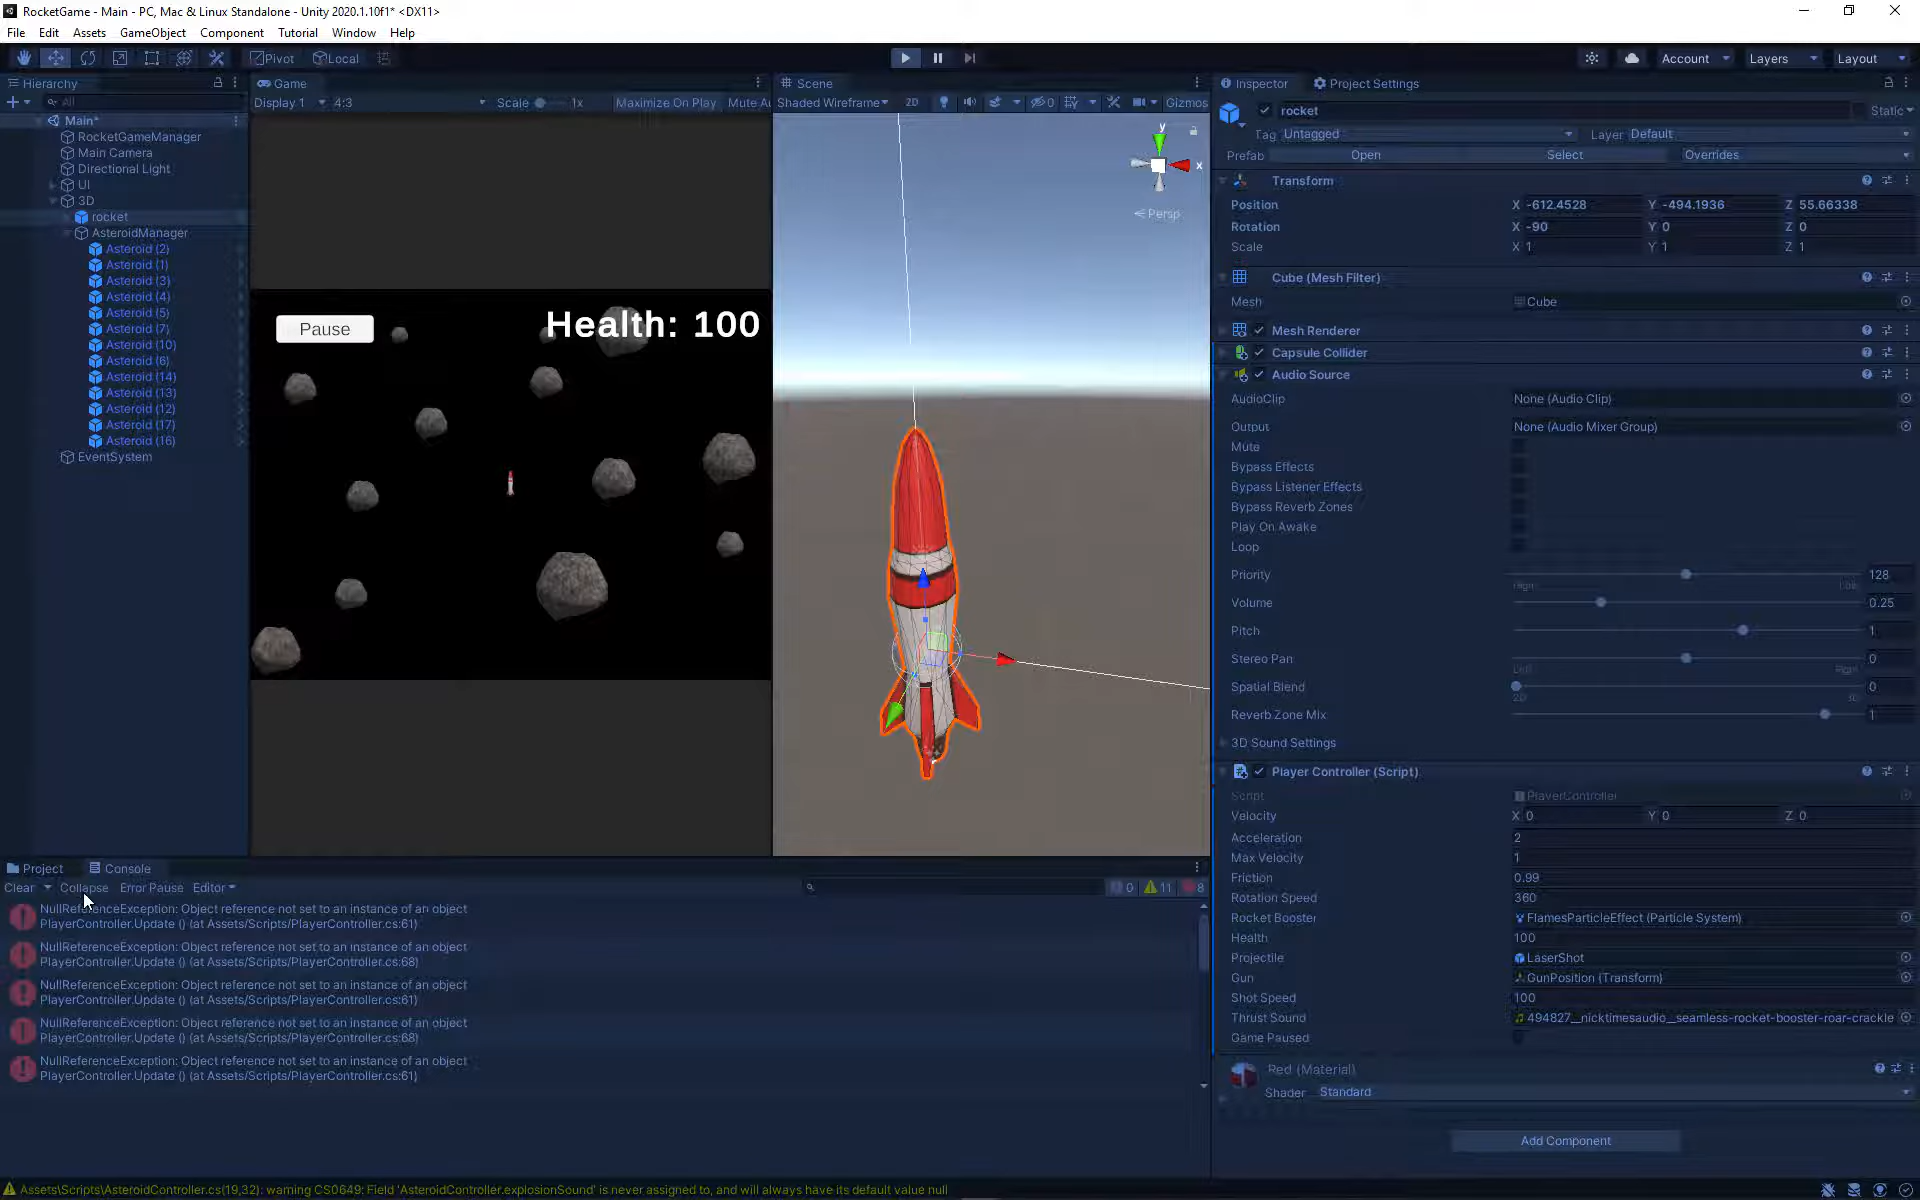 RocketGame - Main - PC, Mac & Linux Standalone - Unity 2020.1.10f1* <DX11>
File Edit Assets GameObject Component Tutorial Window Help
Pivot Local Account Layers Layout
Hierarchy
All
Main*
RocketGameManager
Main Camera
Directional Light
UI
3D
rocket
AsteroidManager
Asteroid (2)
Asteroid (1)
Asteroid (3)
Asteroid (4)
Asteroid (5)
Asteroid (7)
Asteroid (10)
Asteroid (6)
Asteroid (14)
Asteroid (13)
Asteroid (12)
Asteroid (17)
Asteroid (16)
EventSystem
Game
Display 1 4:3 Scale 1x Maximize On Play Mute Au
Pause
Health: 100
Scene
Shaded Wireframe 2D 0 Gizmos
y
x
Persp
Inspector Project Settings
rocket Static
Tag Untagged Layer Default
Prefab Open Select Overrides
Transform
Position X -612.4528 Y -494.1936 Z 55.66338
Rotation X -90 Y 0 Z 0
Scale X 1 Y 1 Z 1
Cube (Mesh Filter)
Mesh Cube
Mesh Renderer
Capsule Collider
Audio Source
AudioClip None (Audio Clip)
Output None (Audio Mixer Group)
Mute
Bypass Effects
Bypass Listener Effects
Bypass Reverb Zones
Play On Awake
Loop
Priority 128
High Low
Volume 0.25
Pitch 1
Stereo Pan 0
Left Right
Spatial Blend 0
2D 3D
Reverb Zone Mix 1
3D Sound Settings
Player Controller (Script)
Script PlayerController
Velocity X 0 Y 0 Z 0
Acceleration 2
Max Velocity 1
Friction 0.99
Rotation Speed 360
Rocket Booster FlamesParticleEffect (Particle System)
Health 100
Projectile LaserShot
Gun GunPosition (Transform)
Shot Speed 100
Thrust Sound 494827__nicktimesaudio__seamless-rocket-booster-roar-crackle
Game Paused
Red (Material)
Shader Standard
Add Component
Project Console
Clear Collapse Error Pause Editor 0 11 8
NullReferenceException: Object reference not set to an instance of an object
PlayerController.Update () (at Assets/Scripts/PlayerController.cs:61)
NullReferenceException: Object reference not set to an instance of an object
PlayerController.Update () (at Assets/Scripts/PlayerController.cs:68)
NullReferenceException: Object reference not set to an instance of an object
PlayerController.Update () (at Assets/Scripts/PlayerController.cs:61)
NullReferenceException: Object reference not set to an instance of an object
PlayerController.Update () (at Assets/Scripts/PlayerController.cs:68)
NullReferenceException: Object reference not set to an instance of an object
PlayerController.Update () (at Assets/Scripts/PlayerController.cs:61)
Assets\Scripts\AsteroidController.cs(19,32): warning CS0649: Field 'AsteroidController.explosionSound' is never assigned to, and will always have its default value null